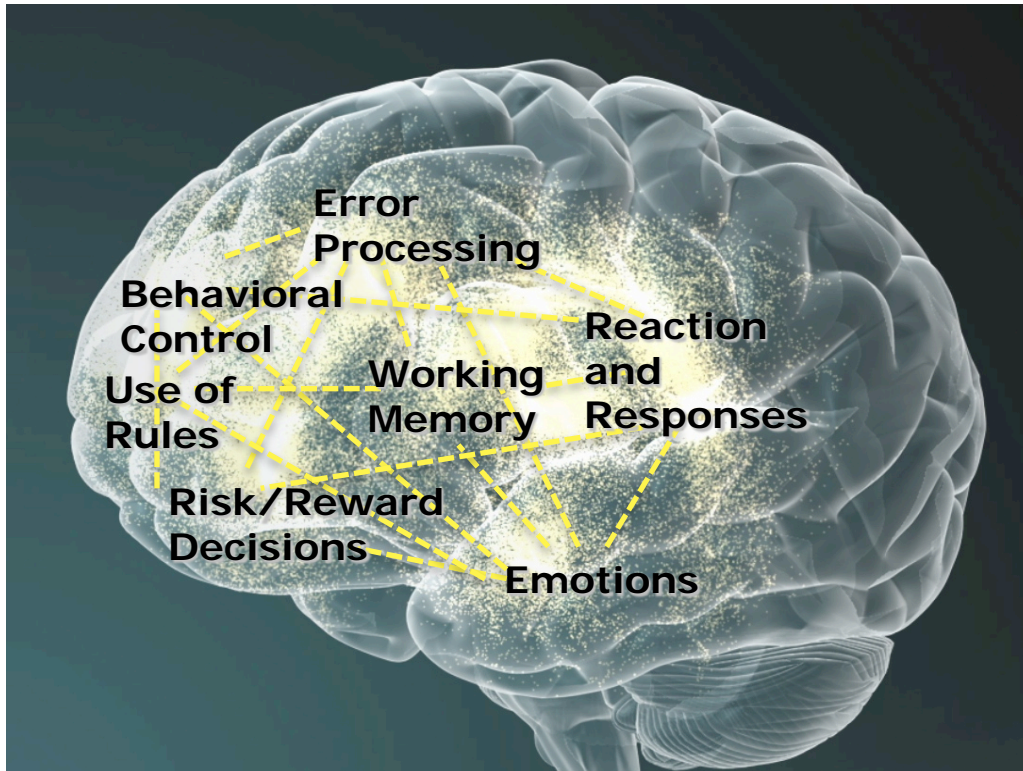 Error
Processing
Behavioral
Control
Reaction
and
Responses
Use of
Rules
Working
Memory
Risk/Reward
Decisions
Emotions